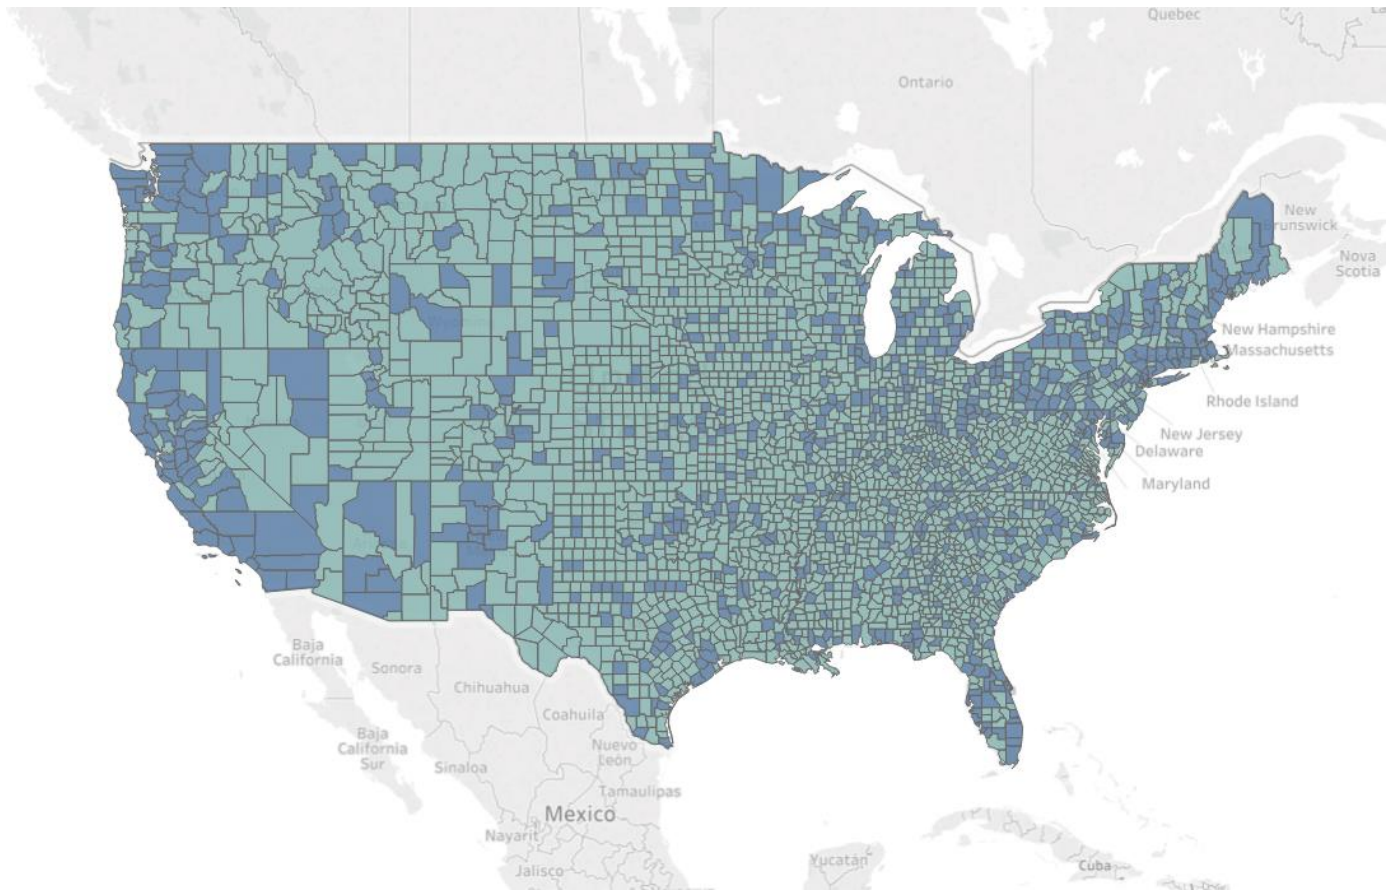 Quebec
Ontario
New
Brunswick
Nova
Scotia
New Hampshire
Massachusetts
Rhode Island
New Jersey
Delaware
Maryland
Baja
California
Sonora
Chihuahua
Coahuila
Baja
California
Sur
Sinaloa
Nuevo
León
Tamaulipas
Mexico
Nayarit
Jalisco
Yucatán
Cuba